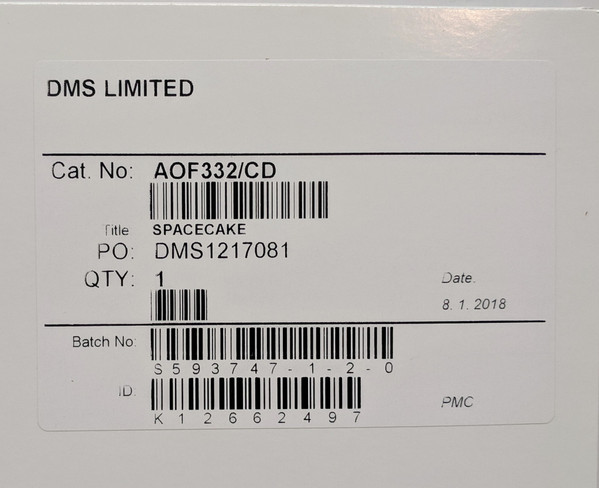 DMS LIMITED
Cat. No: AOF332/CD
Title SPACECAKE
PO: DMS1217081
QTY: 1
Date.
8. 1. 2018
Batch No:
S593747-1-2-0
ID:
K12662497
PMC